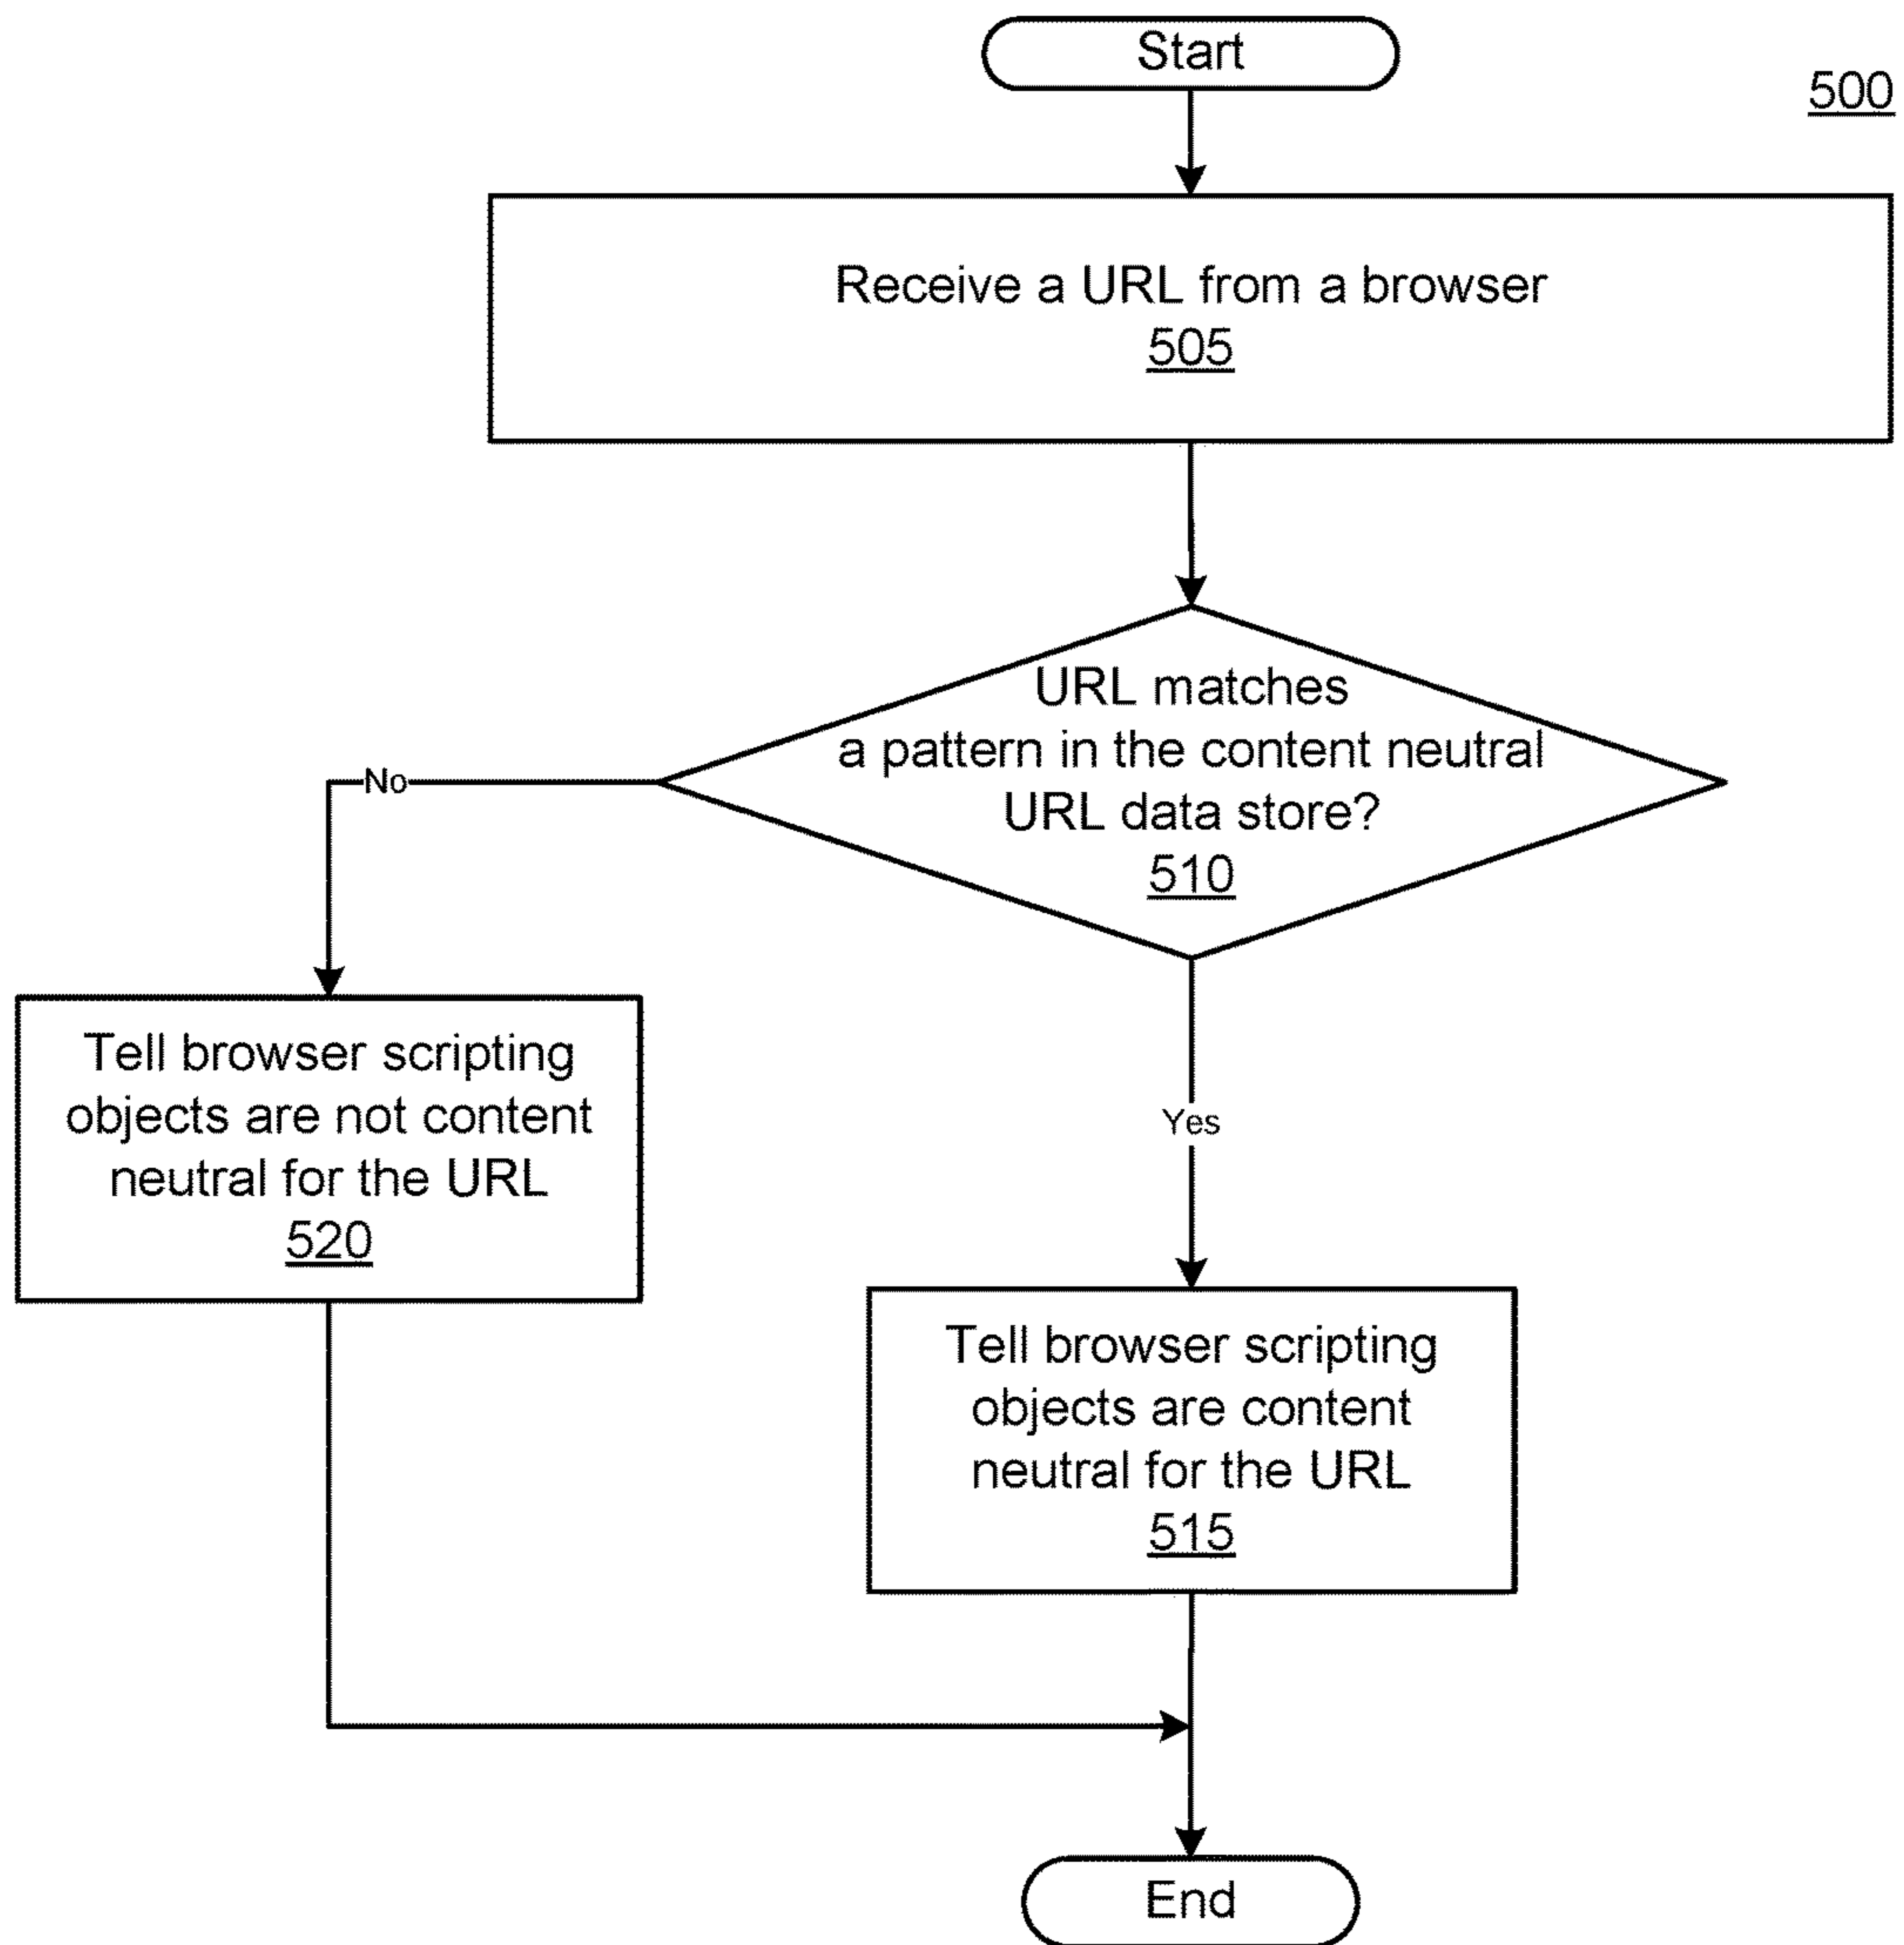 Start
500
Receive a URL from a browser
505
URL matches
a pattern in the content neutral
URL data store?
510
No
Tell browser scripting
objects are not content
neutral for the URL
520
Yes
Tell browser scripting
objects are content
neutral for the URL
515
End